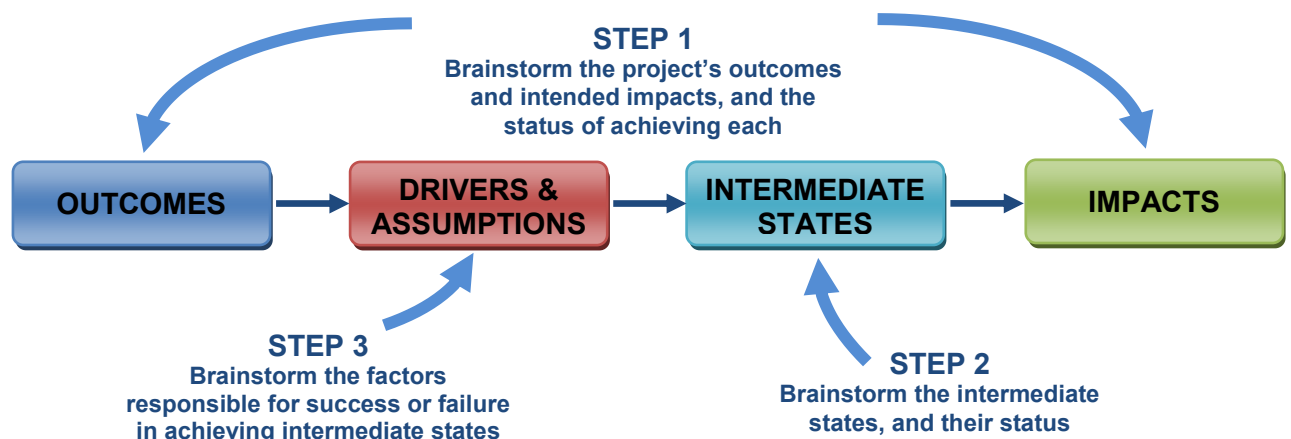 STEP 1
Brainstorm the project's outcomes
and intended impacts, and the
status of achieving each
OUTCOMES
DRIVERS &
ASSUMPTIONS
INTERMEDIATE
STATES
IMPACTS
STEP 3
Brainstorm the factors
responsible for success or failure
in achieving intermediate states
STEP 2
Brainstorm the intermediate
states, and their status